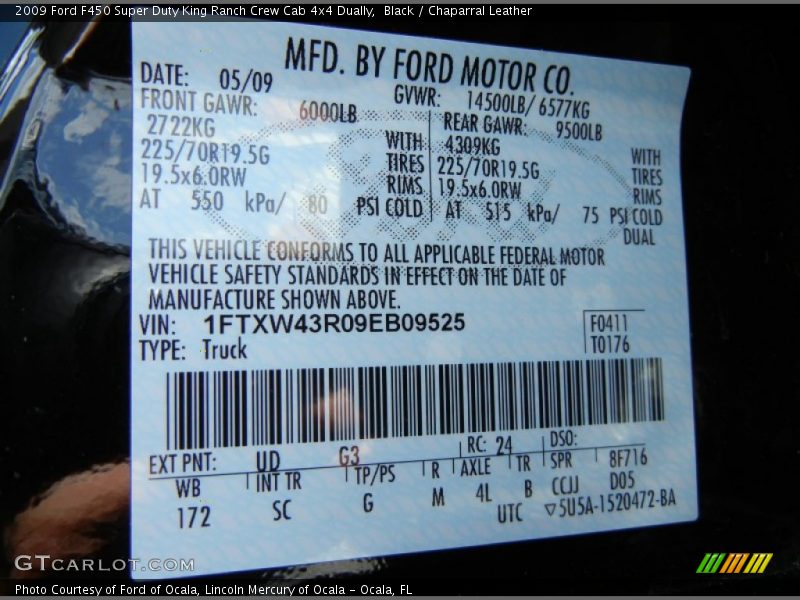 2009 Ford F450 Super Duty King Ranch Crew Cab 4x4 Dually, Black / Chaparral Leather
MFD. BY FORD MOTOR CO.
DATE: 05/09 GVWR: 14500LB/ 6577KG
FRONT GAWR: 6000LB REAR GAWR: 9500LB
2722KG WITH 4309KG WITH
225/70R19.5G TIRES 225/70R19.5G TIRES
19.5x6.0RW RIMS 19.5x6.0RW RIMS
AT 550 kPa/ 80 PSI COLD AT 515 kPa/ 75 PSI COLD
DUAL
THIS VEHICLE CONFORMS TO ALL APPLICABLE FEDERAL MOTOR
VEHICLE SAFETY STANDARDS IN EFFECT ON THE DATE OF
MANUFACTURE SHOWN ABOVE.
VIN: 1FTXW43R09EB09525 F0411
TYPE: Truck T0176
EXT PNT: UD G3 RC: 24 DSO:
WB INT TR TP/PS R AXLE TR SPR 8F716
172 SC G M 4L B CCJJ D05
UTC ▽5U5A-1520472-BA
GTCARLOT.COM
Photo Courtesy of Ford of Ocala, Lincoln Mercury of Ocala - Ocala, FL